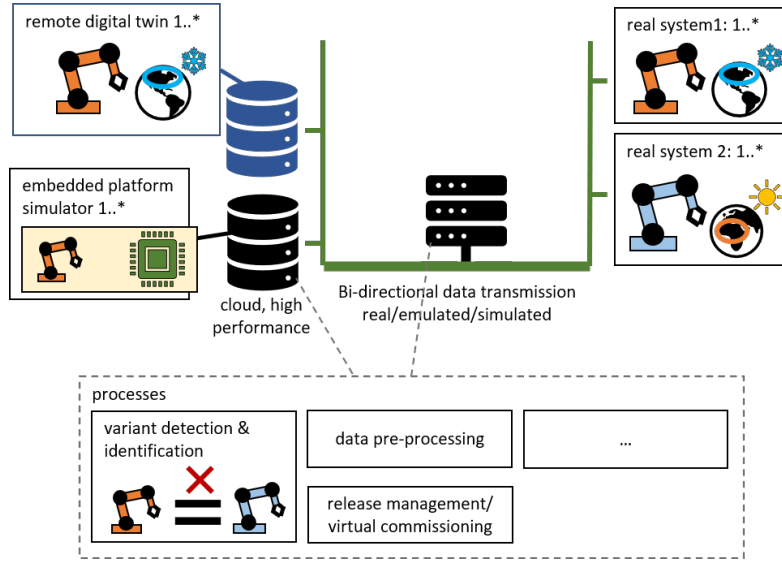 remote digital twin 1..*
real system1: 1..*
real system 2: 1..*
embedded platform
simulator 1..*
cloud, high
performance
Bi-directional data transmission
real/emulated/simulated
processes
variant detection &
identification
data pre-processing
...
release management/
virtual commissioning